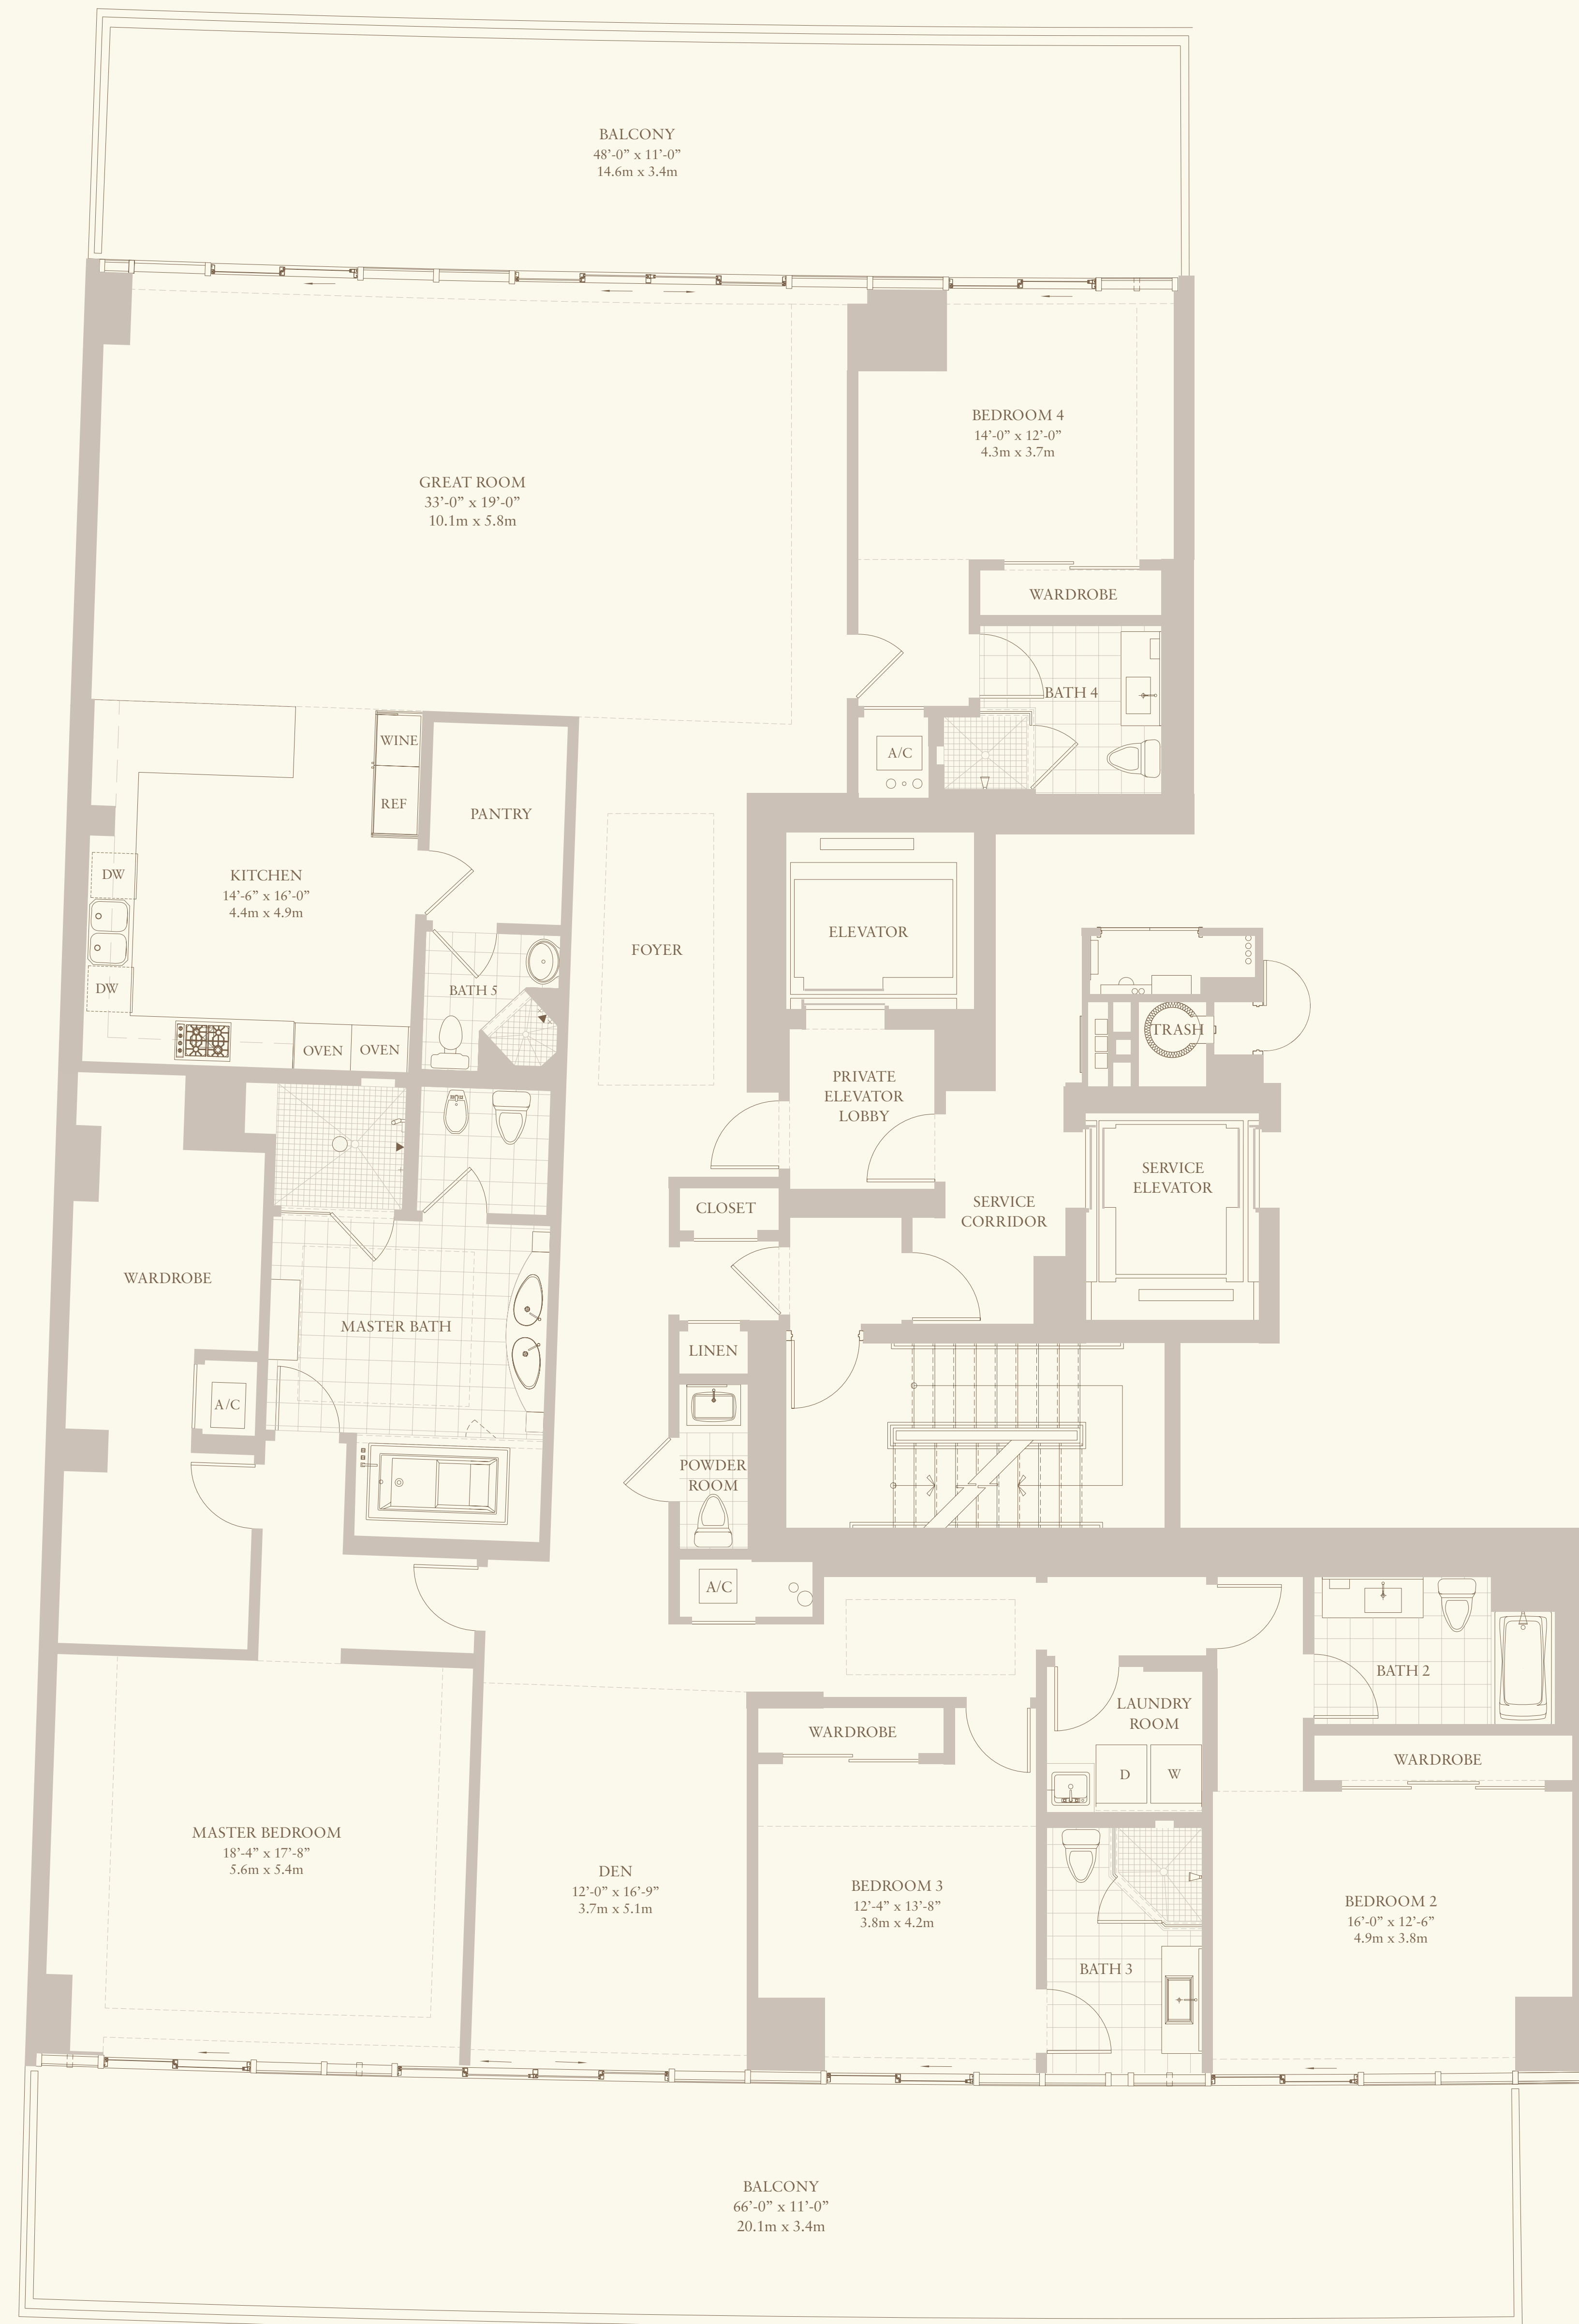 BALCONY
48’-0” x 11’-0”
14.6m x 3.4m
BEDROOM 4
14’-0” x 12’-0”
4.3m x 3.7m
GREAT ROOM
33’-0” x 19’-0”
10.1m x 5.8m
WARDROBE
BATH 4
A/C
WINE
REF
PANTRY
DW
KITCHEN
14’-6” x 16’-0”
4.4m x 4.9m
DW
OVEN
OVEN
BATH 5
FOYER
ELEVATOR
TRASH
PRIVATE
ELEVATOR
LOBBY
SERVICE
ELEVATOR
SERVICE
CORRIDOR
CLOSET
WARDROBE
MASTER BATH
LINEN
A/C
POWDER
ROOM
A/C
BATH 2
LAUNDRY
ROOM
WARDROBE
WARDROBE
D
W
MASTER BEDROOM
18’-4” x 17’-8”
5.6m x 5.4m
DEN
12’-0” x 16’-9”
3.7m x 5.1m
BEDROOM 3
12’-4” x 13’-8”
3.8m x 4.2m
BEDROOM 2
16’-0” x 12’-6”
4.9m x 3.8m
BATH 3
BALCONY
66’-0” x 11’-0”
20.1m x 3.4m